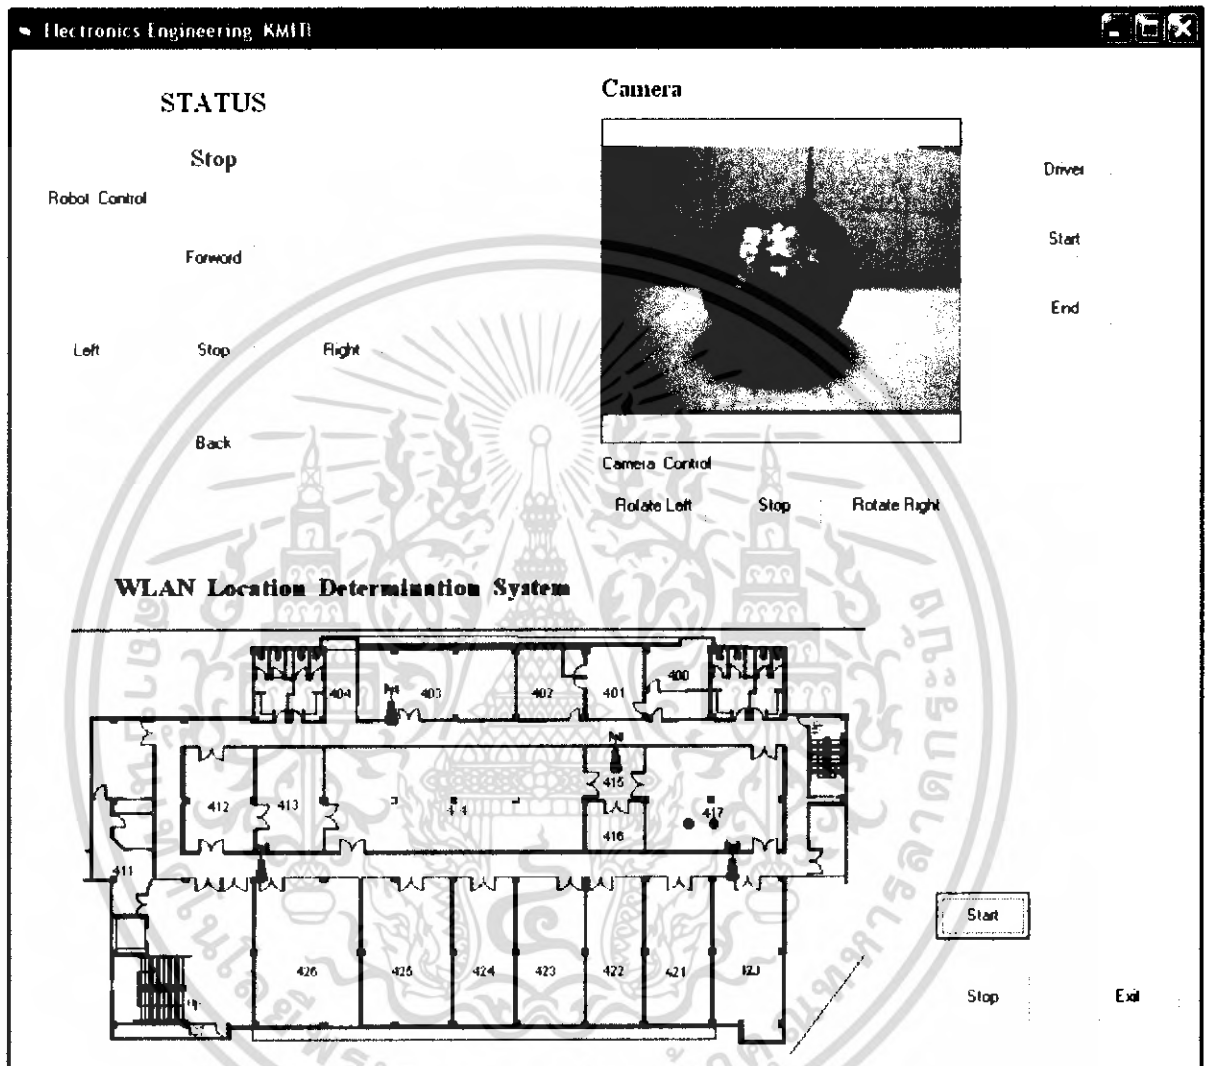 Electronics Engineering KMITL
STATUS
Stop
Robot Control
Forword
Left Stop Right
Back
Camera
Driver
Start
End
Camera Control
Rotate Left Stop Rotate Right
WLAN Location Determination System
404 403 402 401 400
412 413 415 417
416
411
426 425 424 423 422 421
Start
Stop Exit